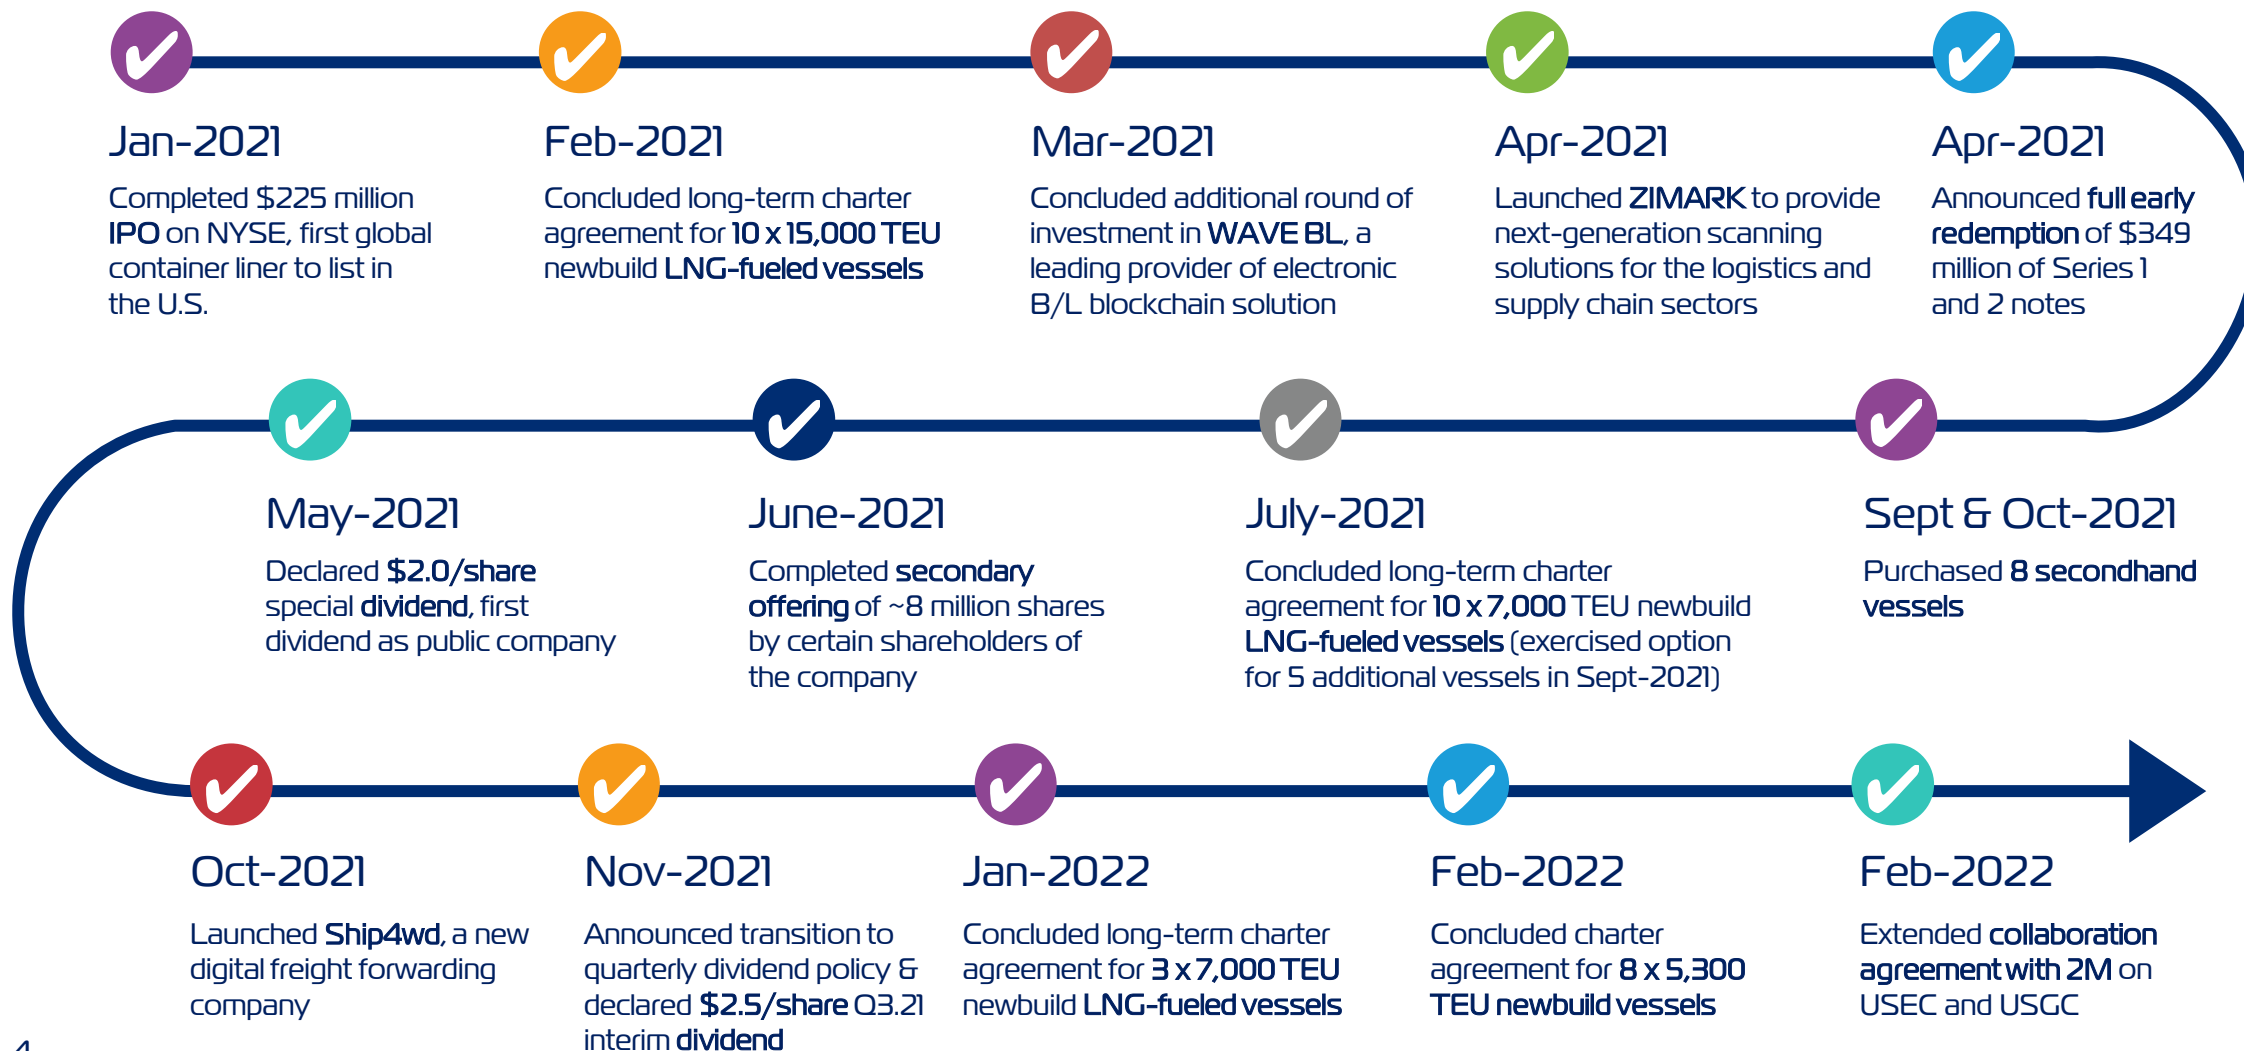 Jan-2021
Completed $225 million
IPO on NYSE, first global
container liner to list in
the U.S.
Feb-2021
Concluded long-term charter
agreement for 10 x 15,000 TEU
newbuild LNG-fueled vessels
Mar-2021
Concluded additional round of
investment in WAVE BL, a
leading provider of electronic
B/L blockchain solution
Apr-2021
Launched ZIMARK to provide
next-generation scanning
solutions for the logistics and
supply chain sectors
Apr-2021
Announced full early
redemption of $349
million of Series 1
and 2 notes
May-2021
Declared $2.0/share
special dividend, first
dividend as public company
June-2021
Completed secondary
offering of ~8 million shares
by certain shareholders of
the company
July-2021
Concluded long-term charter
agreement for 10 x 7,000 TEU newbuild
LNG-fueled vessels (exercised option
for 5 additional vessels in Sept-2021)
Sept & Oct-2021
Purchased 8 secondhand
vessels
Oct-2021
Launched Ship4wd, a new
digital freight forwarding
company
Nov-2021
Announced transition to
quarterly dividend policy &
declared $2.5/share Q3.21
interim dividend
Jan-2022
Concluded long-term charter
agreement for 3 x 7,000 TEU
newbuild LNG-fueled vessels
Feb-2022
Concluded charter
agreement for 8 x 5,300
TEU newbuild vessels
Feb-2022
Extended collaboration
agreement with 2M on
USEC and USGC
4